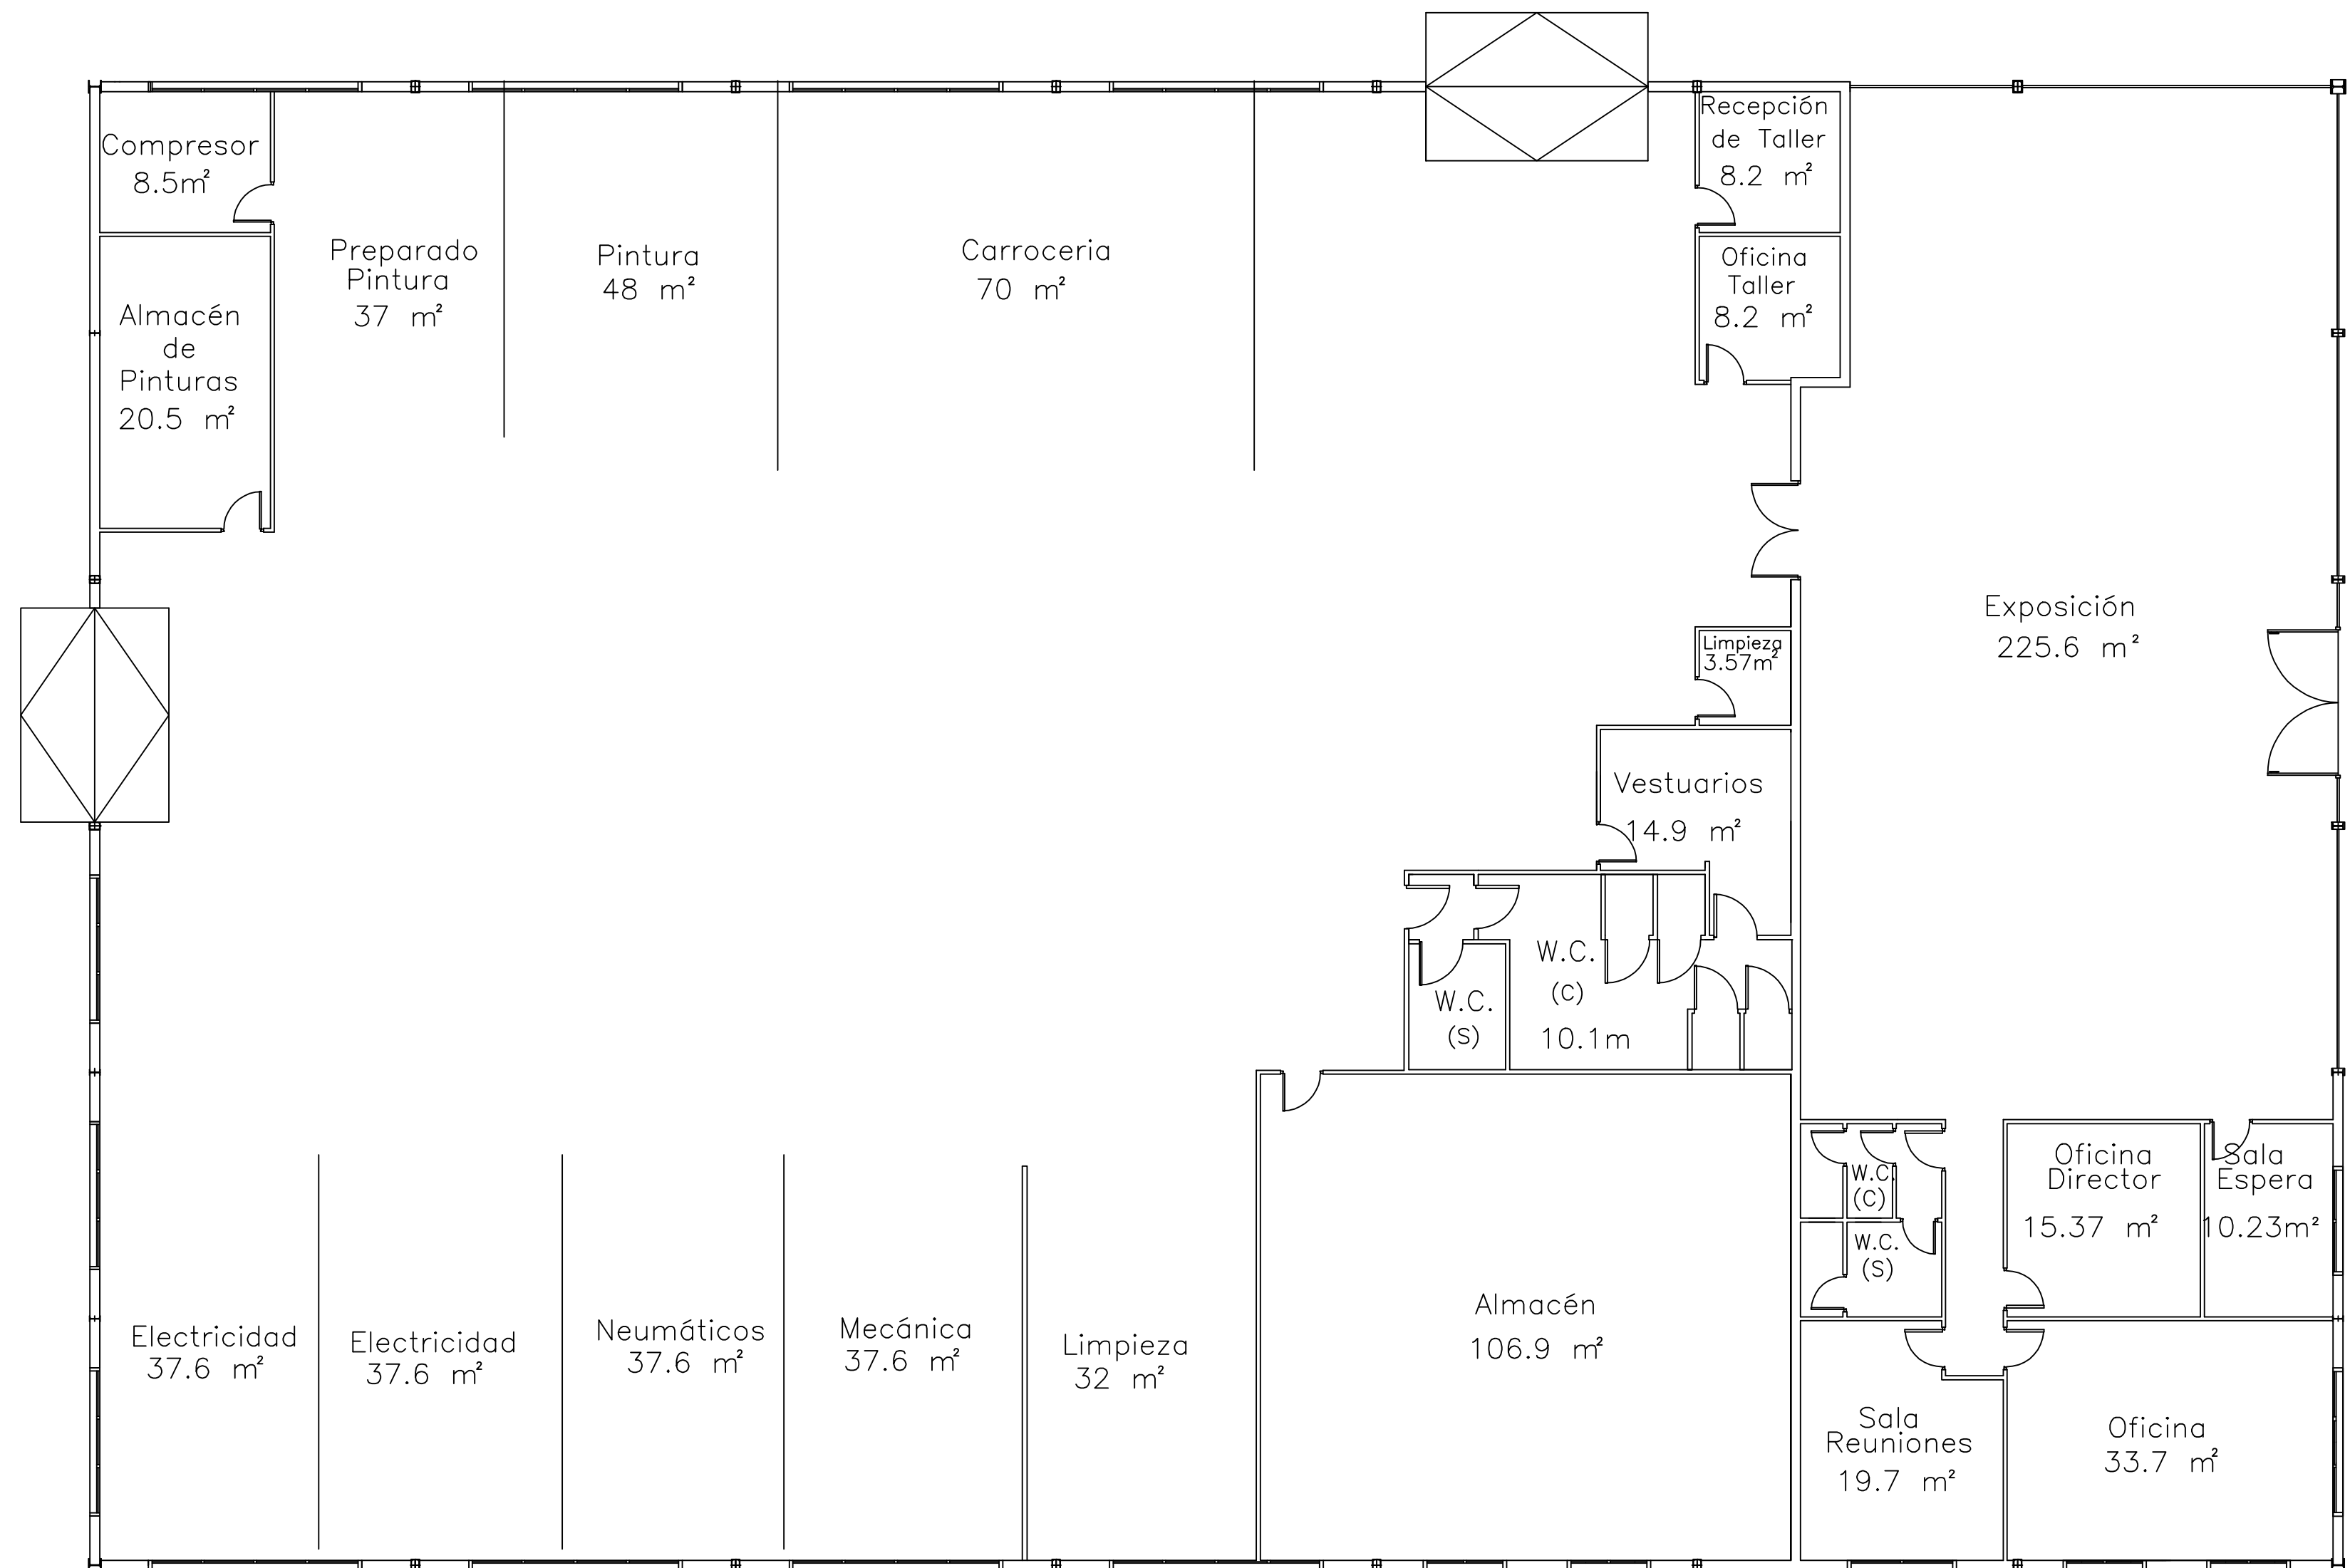 Compresor
8.5m²
Almacén
de
Pinturas
20.5 m²
Preparado
Pintura
37 m²
Pintura
48 m²
Carroceria
70 m²
Recepción
de Taller
8.2 m²
Oficina
Taller
8.2 m²
Exposición
225.6 m²
Limpieza
3.57m²
Vestuarios
14.9 m²
W.C.
(S)
W.C.
(C)
10.1m
Electricidad
37.6 m²
Electricidad
37.6 m²
Neumáticos
37.6 m²
Mecánica
37.6 m²
Limpieza
32 m²
Almacén
106.9 m²
W.C.
(C)
W.C.
(S)
Oficina
Director
15.37 m²
Sala
Espera
10.23m²
Sala
Reuniones
19.7 m²
Oficina
33.7 m²